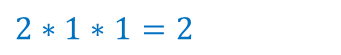 2 ∗ 1 ∗ 1 = 2